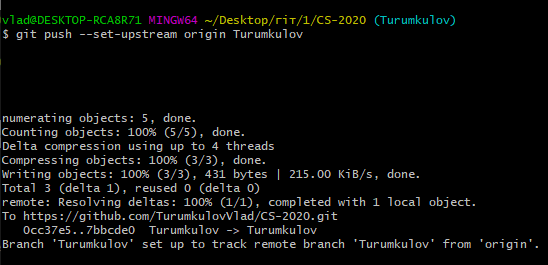 vlad@DESKTOP-RCA8R71 MINGW64 ~/Desktop/гіт/1/CS-2020 (Turumkulov)
$ git push --set-upstream origin Turumkulov
numerating objects: 5, done.
Counting objects: 100% (5/5), done.
Delta compression using up to 4 threads
Compressing objects: 100% (3/3), done.
Writing objects: 100% (3/3), 431 bytes | 215.00 KiB/s, done.
Total 3 (delta 1), reused 0 (delta 0)
remote: Resolving deltas: 100% (1/1), completed with 1 local object.
To https://github.com/TurumkulovVlad/CS-2020.git
   0cc37e5..7bbcde0  Turumkulov -> Turumkulov
Branch 'Turumkulov' set up to track remote branch 'Turumkulov' from 'origin'.